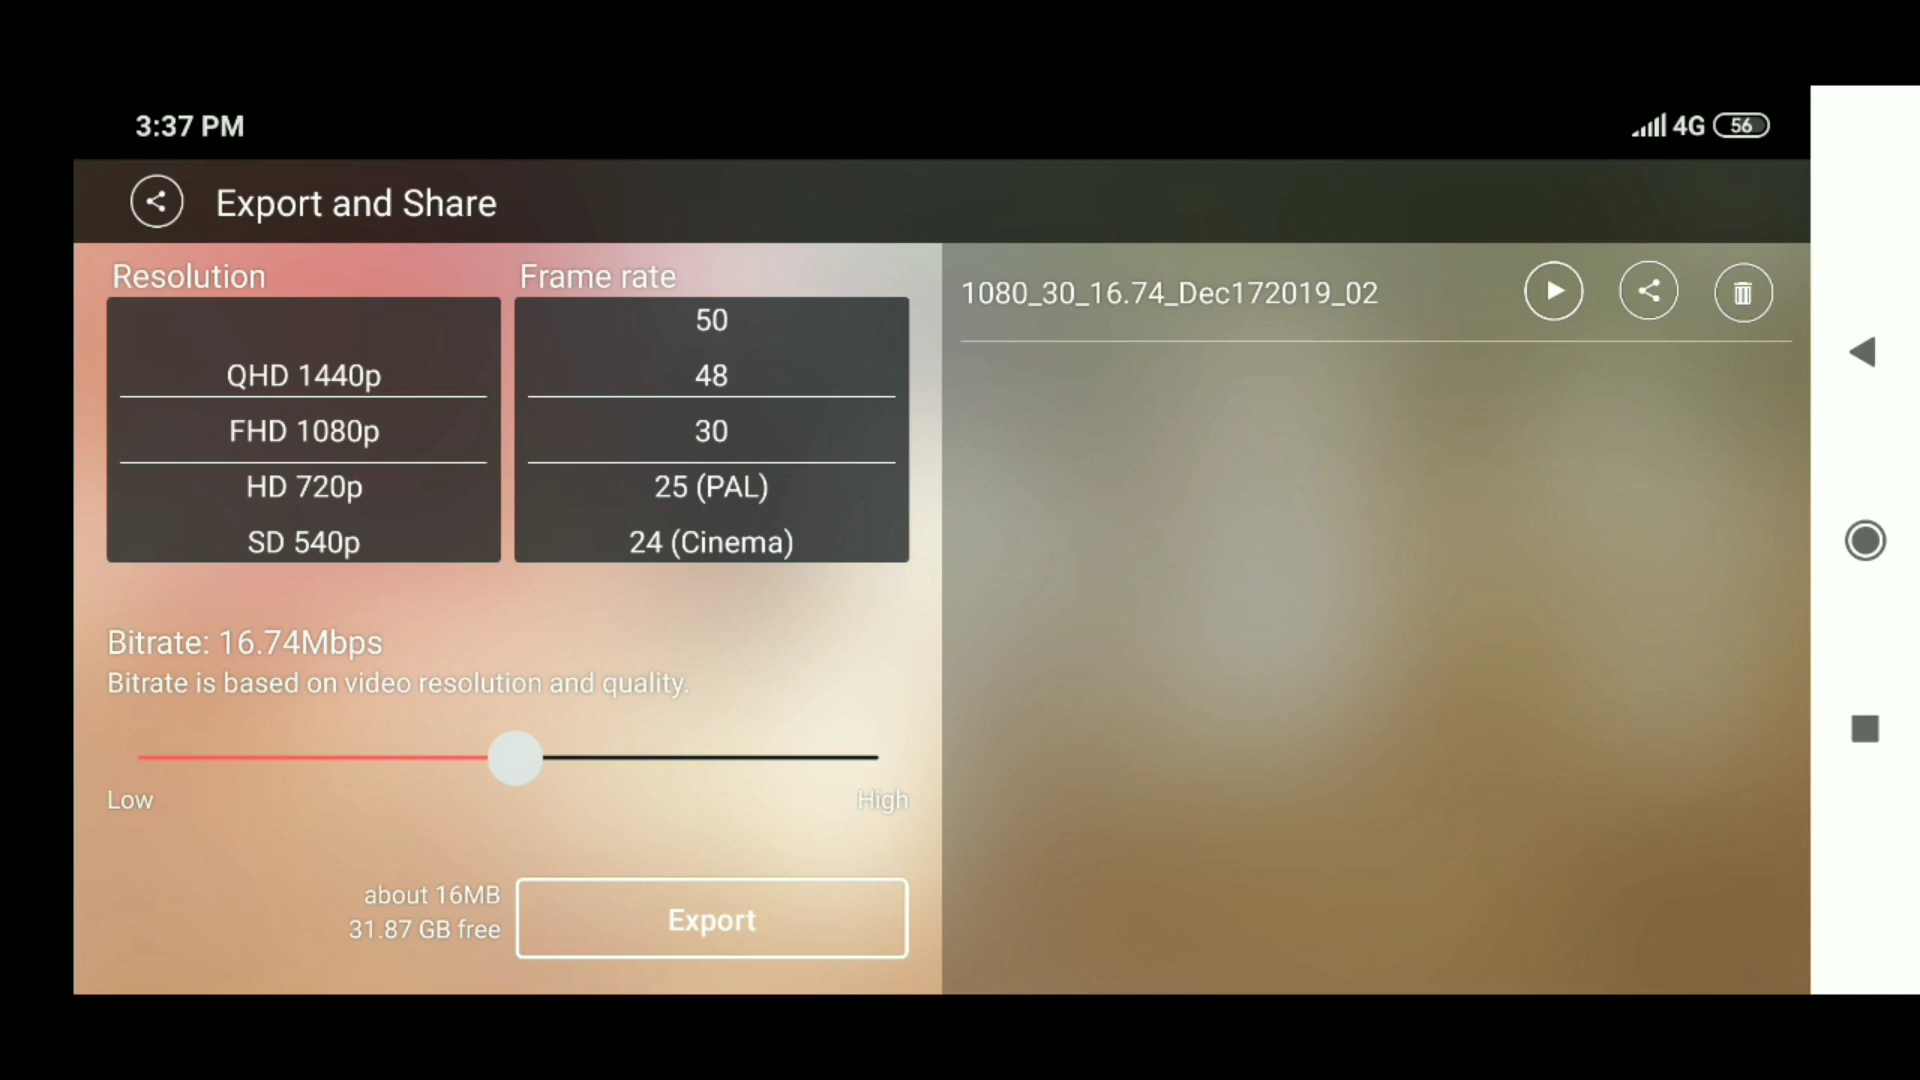 3:37 PM
4G 56
Export and Share
Resolution
Frame rate
QHD 1440p
FHD 1080p
HD 720p
SD 540p
50
48
30
25 (PAL)
24 (Cinema)
Bitrate: 16.74Mbps
Bitrate is based on video resolution and quality.
Low
High
about 16MB
31.87 GB free
Export
1080_30_16.74_Dec172019_02